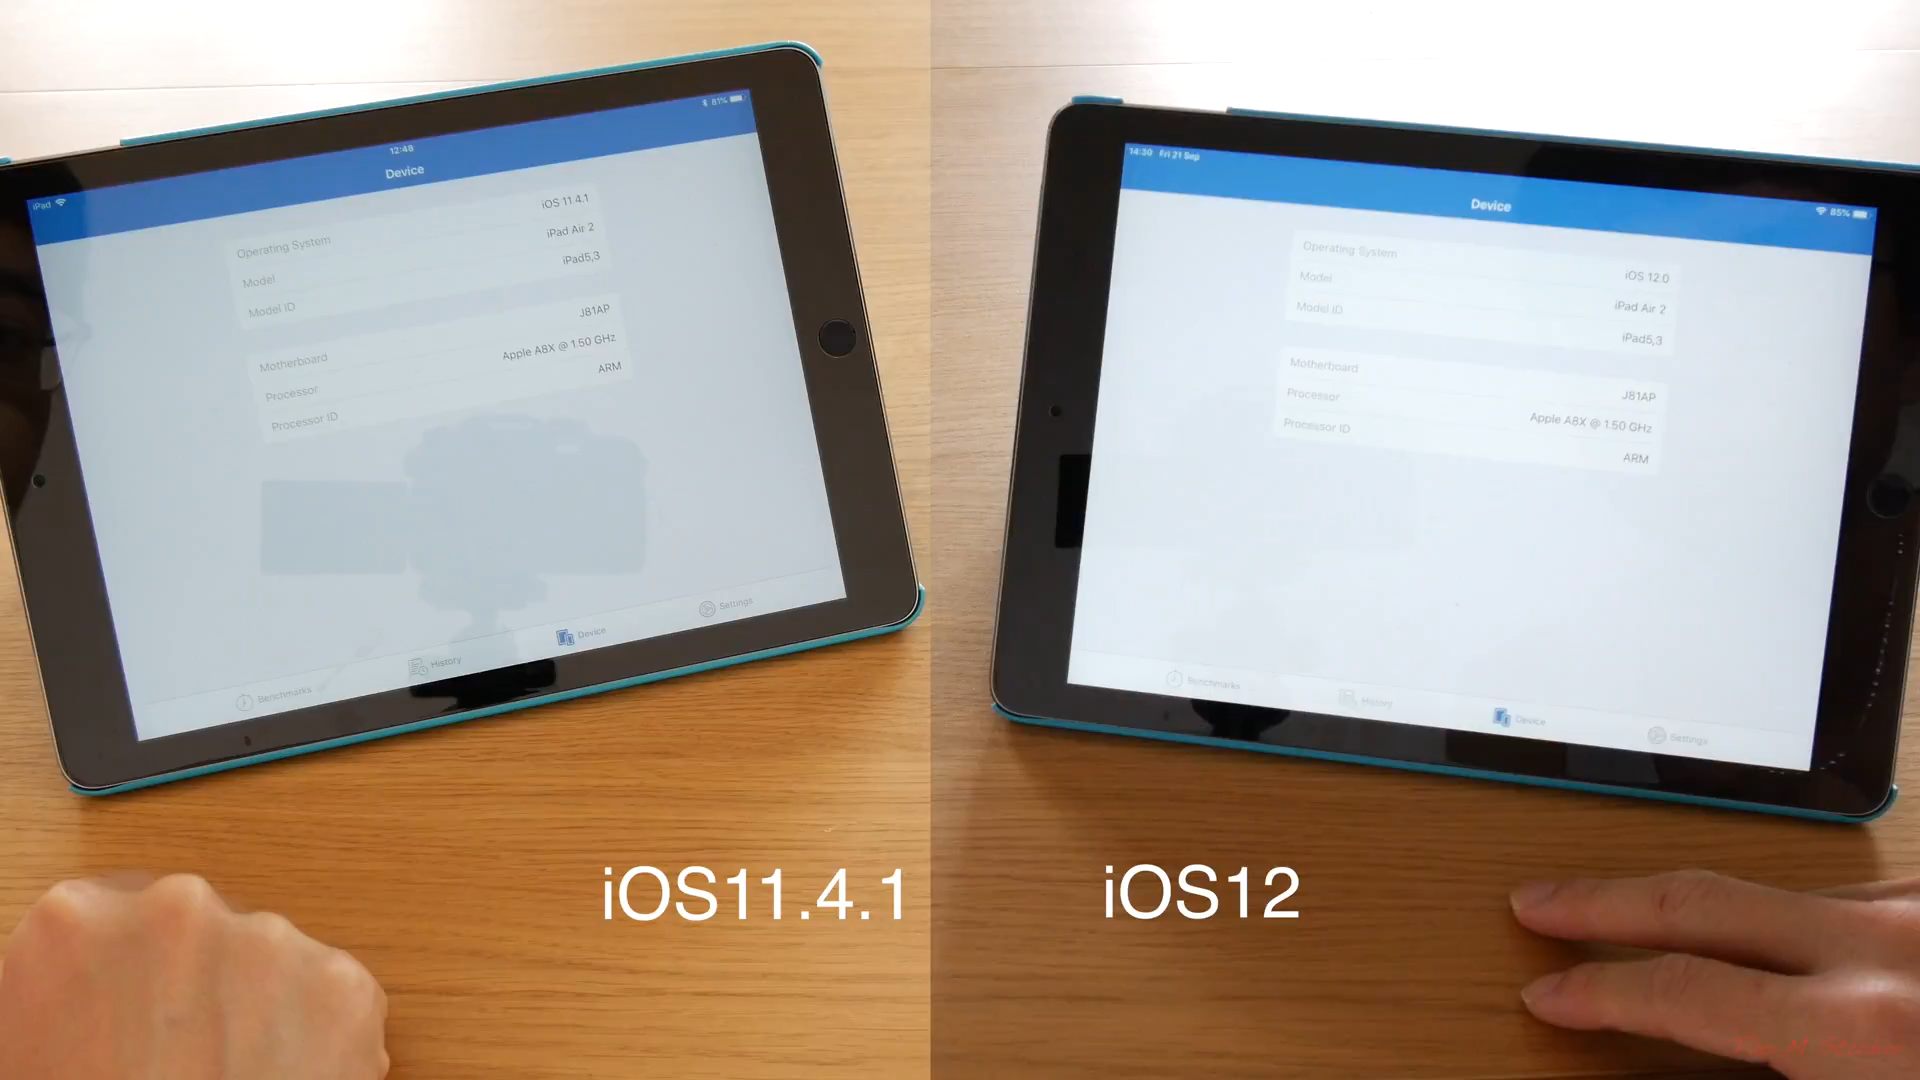 81%
12:48
Device
iPad
iOS 11.4.1
Operating System
iPad Air 2
Model
iPad5,3
Model ID
J81AP
Motherboard
Apple A8X @ 1.50 GHz
Processor
ARM
Processor ID
Benchmarks
History
Device
Settings
14:30 Fri 21 Sep
85%
Device
Operating System
iOS 12.0
Model
iPad Air 2
Model ID
iPad5,3
Motherboard
J81AP
Processor
Apple A8X @ 1.50 GHz
Processor ID
ARM
Benchmarks
History
Device
Settings
iOS11.4.1
iOS12